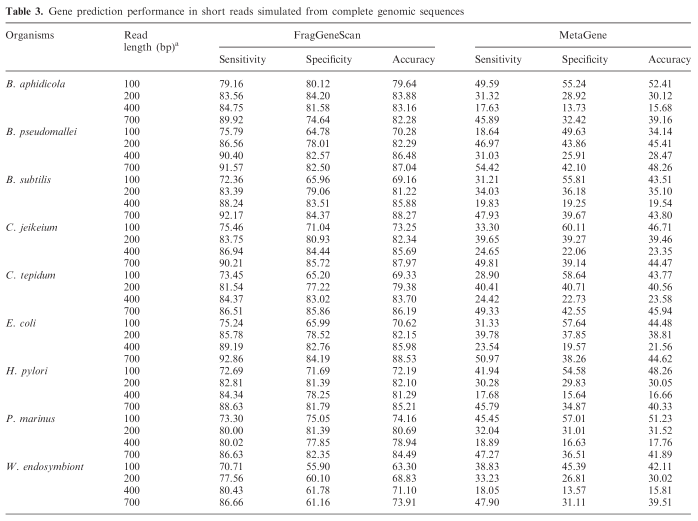 Table 3. Gene prediction performance in short reads simulated from complete genomic sequences
Organisms Read length (bp)a FragGeneScan MetaGene
Sensitivity Specificity Accuracy Sensitivity Specificity Accuracy
B. aphidicola 100 79.16 80.12 79.64 49.59 55.24 52.41
200 83.56 84.20 83.88 31.32 28.92 30.12
400 84.75 81.58 83.16 17.63 13.73 15.68
700 89.92 74.64 82.28 45.89 32.42 39.16
B. pseudomallei 100 75.79 64.78 70.28 18.64 49.63 34.14
200 86.56 78.01 82.29 46.97 43.86 45.41
400 90.40 82.57 86.48 31.03 25.91 28.47
700 91.57 82.50 87.04 54.42 42.10 48.26
B. subtilis 100 72.36 65.96 69.16 31.21 55.81 43.51
200 83.39 79.06 81.22 34.03 36.18 35.10
400 88.24 83.51 85.88 19.83 19.25 19.54
700 92.17 84.37 88.27 47.93 39.67 43.80
C. jeikeium 100 75.46 71.04 73.25 33.30 60.11 46.71
200 83.75 80.93 82.34 39.65 39.27 39.46
400 86.94 84.44 85.69 24.65 22.06 23.35
700 90.21 85.72 87.97 49.81 39.14 44.47
C. tepidum 100 73.45 65.20 69.33 28.90 58.64 43.77
200 81.54 77.22 79.38 40.41 40.71 40.56
400 84.37 83.02 83.70 24.42 22.73 23.58
700 86.51 85.86 86.19 49.33 42.55 45.94
E. coli 100 75.24 65.99 70.62 31.33 57.64 44.48
200 85.78 78.52 82.15 39.78 37.85 38.81
400 89.19 82.76 85.98 23.54 19.57 21.56
700 92.86 84.19 88.53 50.97 38.26 44.62
H. pylori 100 72.69 71.69 72.19 41.94 54.58 48.26
200 82.81 81.39 82.10 30.28 29.83 30.05
400 84.34 78.25 81.29 17.68 15.64 16.66
700 88.63 81.79 85.21 45.79 34.87 40.33
P. marinus 100 73.30 75.05 74.16 45.45 57.01 51.23
200 80.00 81.39 80.69 32.04 31.01 31.52
400 80.02 77.85 78.94 18.89 16.63 17.76
700 86.63 82.35 84.49 47.27 36.51 41.89
W. endosymbiont 100 70.71 55.90 63.30 38.83 45.39 42.11
200 77.56 60.10 68.83 33.23 26.81 30.02
400 80.43 61.78 71.10 18.05 13.57 15.81
700 86.66 61.16 73.91 47.90 31.11 39.51